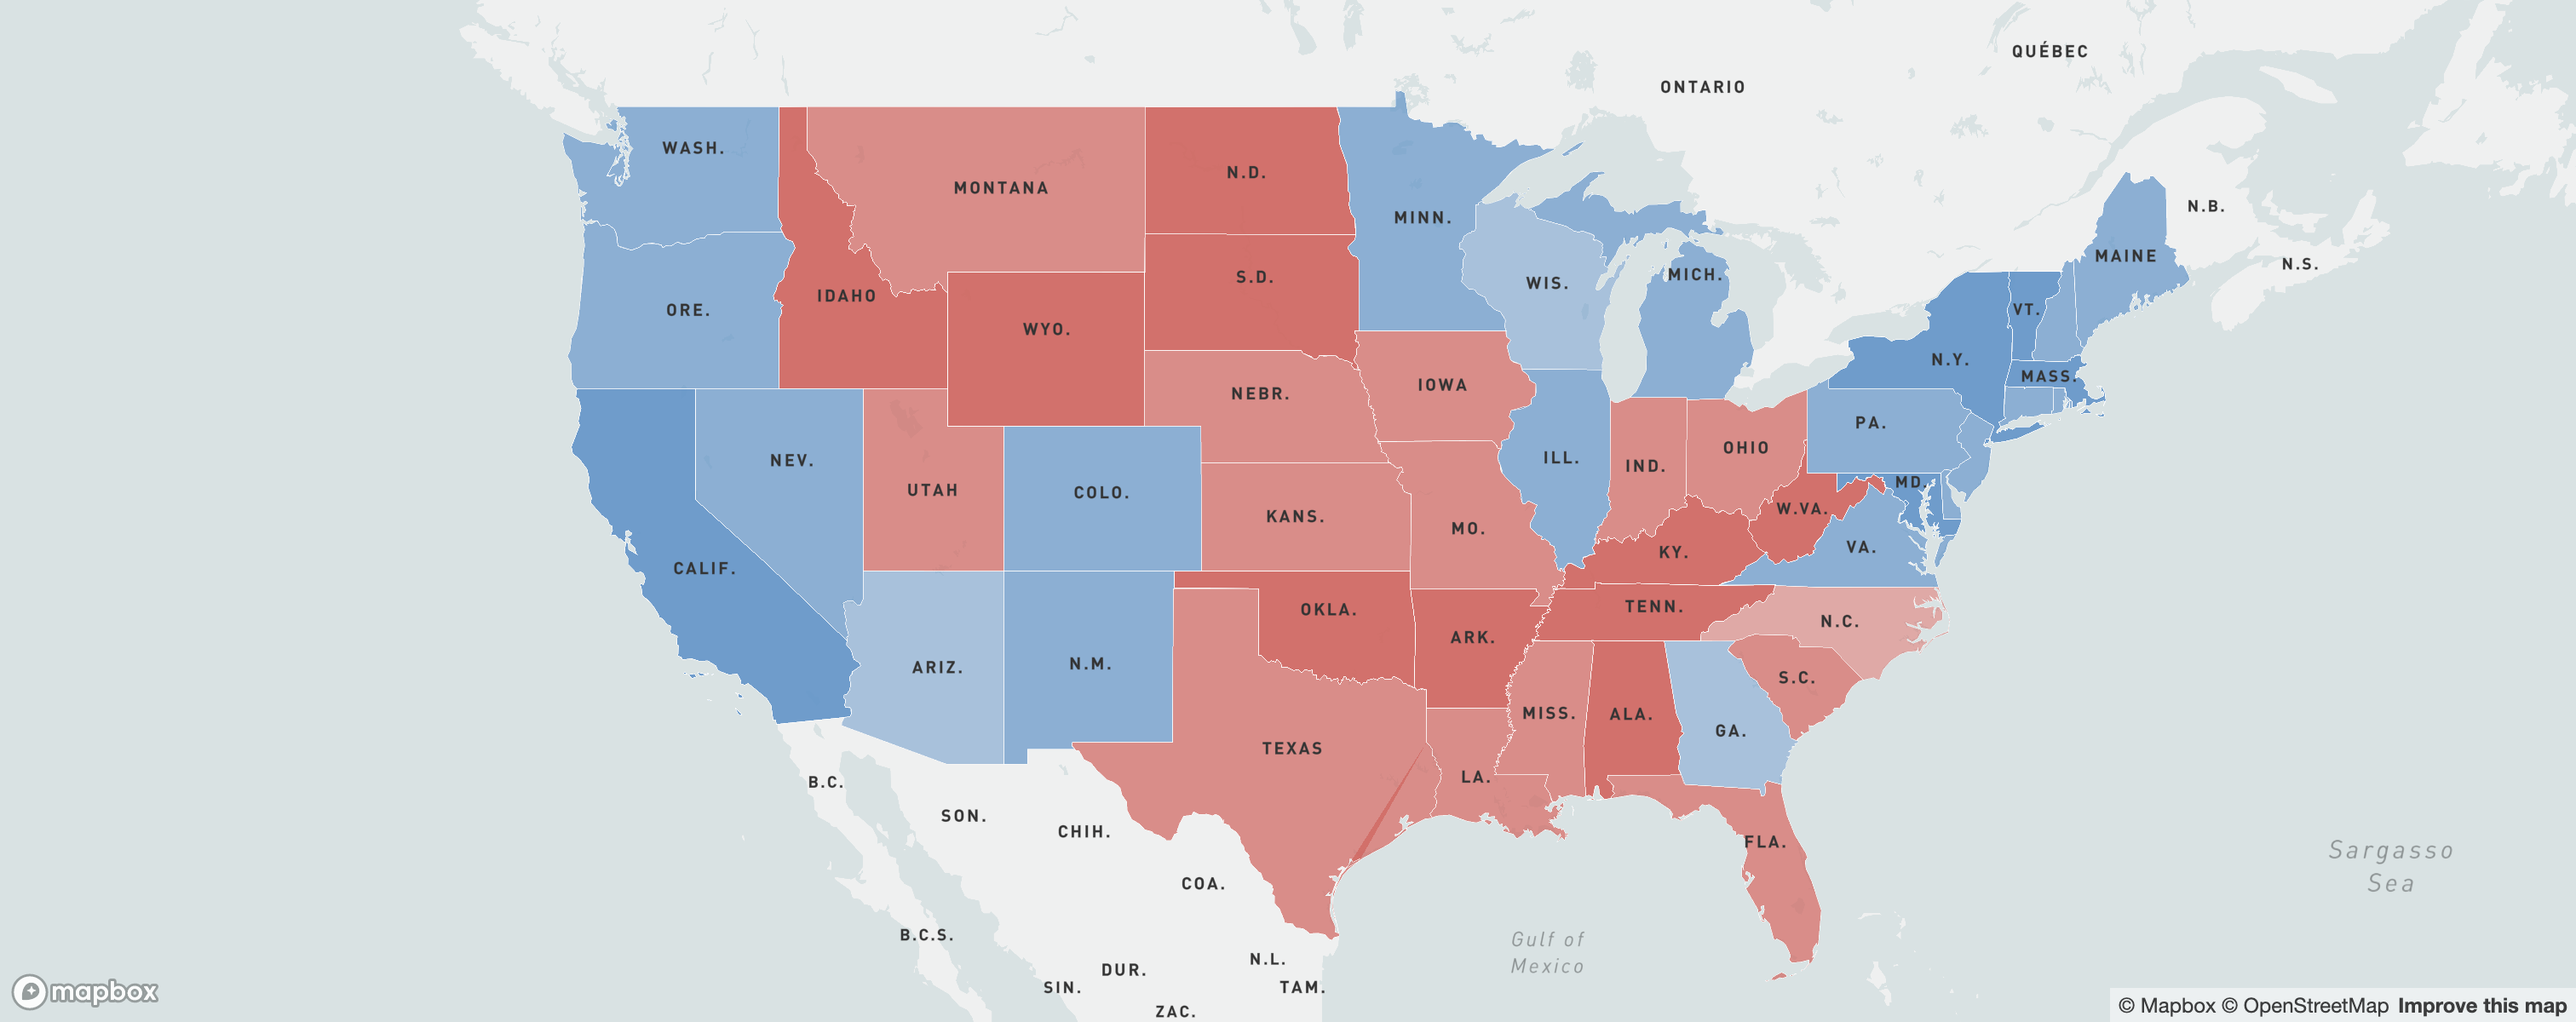 QUÉBEC
ONTARIO
WASH.
N.D.
MONTANA
N.B.
MINN.
MAINE
N.S.
S.D.
MICH.
WIS.
IDAHO
ORE.
VT.
WYO.
N.Y.
MASS.
IOWA
NEBR.
PA.
OHIO
NEV.
ILL.
IND.
MD.
UTAH
COLO.
W.VA.
KANS.
MO.
VA.
KY.
CALIF.
TENN.
OKLA.
N.C.
ARK.
N.M.
ARIZ.
S.C.
MISS.
ALA.
GA.
TEXAS
LA.
B.C.
SON.
CHIH.
FLA.
Sargasso
Sea
COA.
B.C.S.
Gulf of
Mexico
N.L.
DUR.
SIN.
TAM.
ZAC.
mapbox
© Mapbox © OpenStreetMap Improve this map